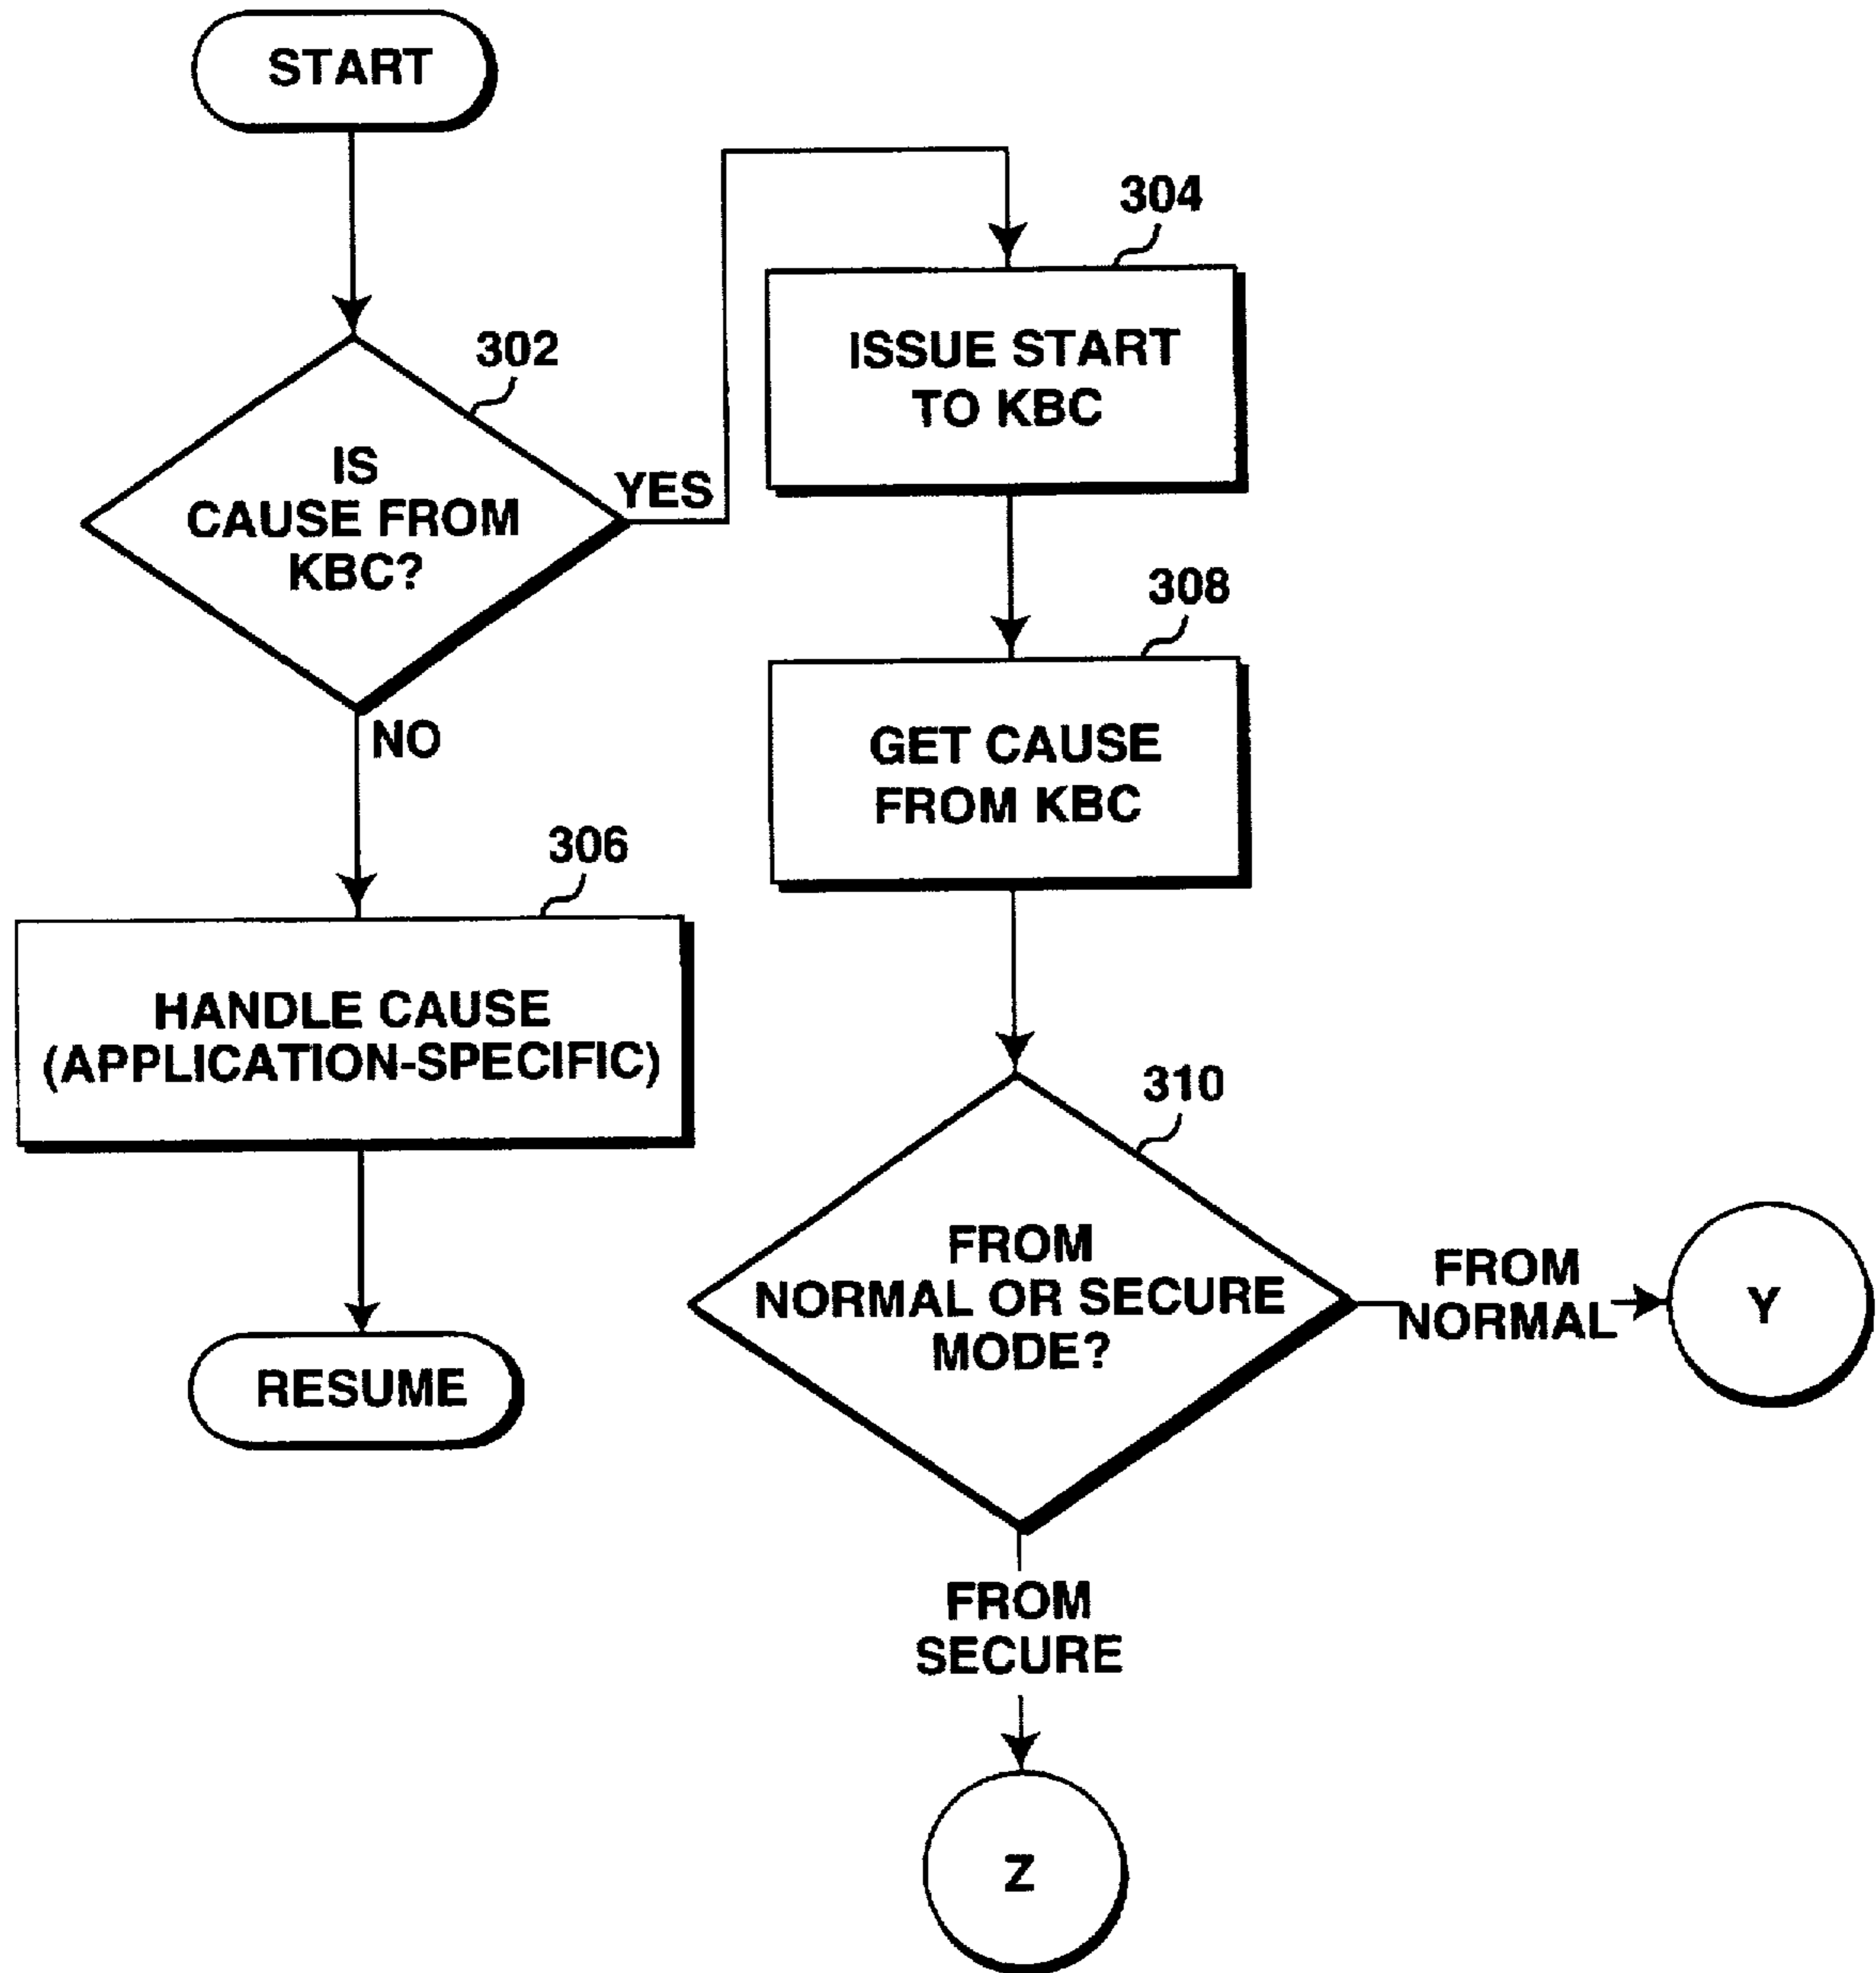 START
302
IS
CAUSE FROM
KBC?
YES
NO
306
HANDLE CAUSE
(APPLICATION-SPECIFIC)
RESUME
304
ISSUE START
TO KBC
308
GET CAUSE
FROM KBC
310
FROM
NORMAL OR SECURE
MODE?
FROM
NORMAL
Y
FROM
SECURE
Z